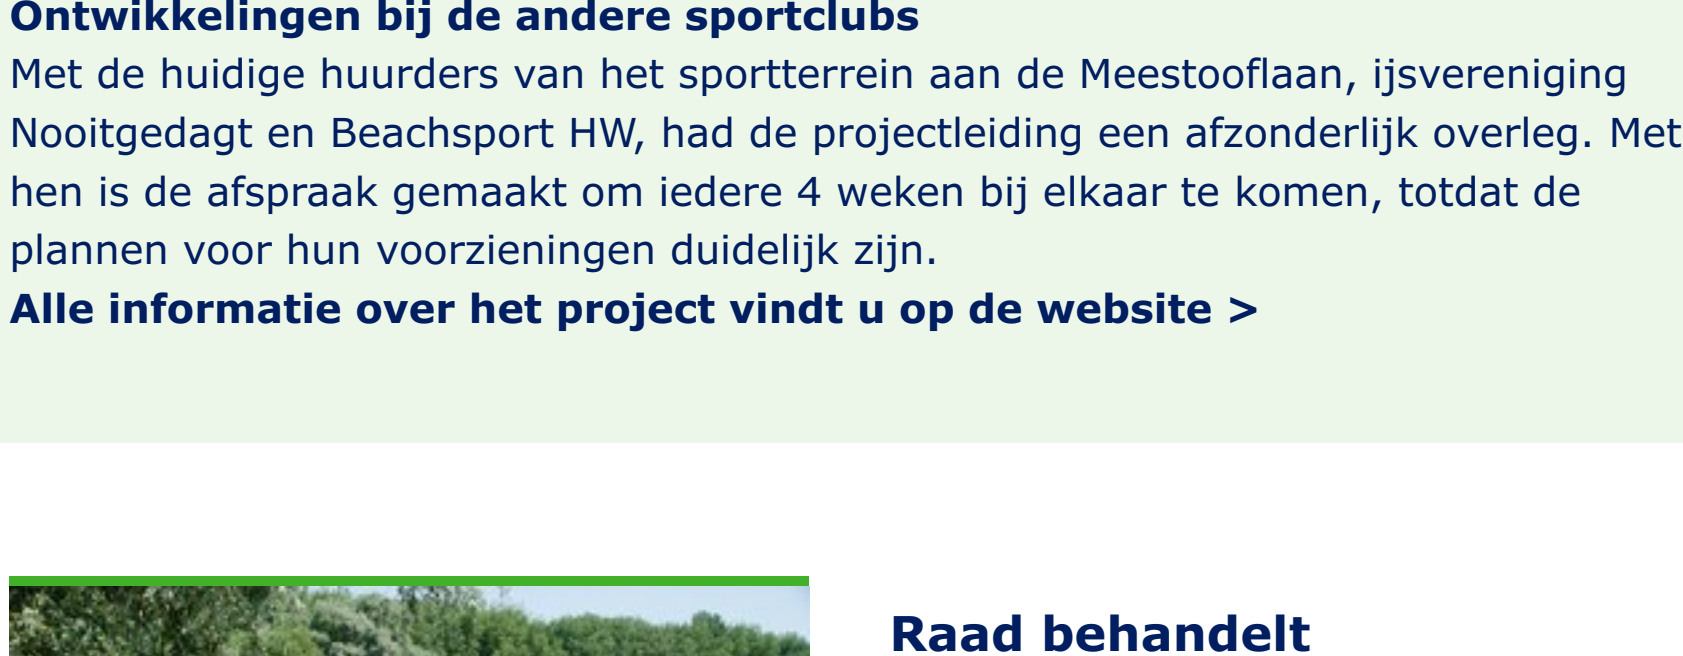 Ontwikkelingen bij de andere sportclubs
Met de huidige huurders van het sportterrein aan de Meestooflaan, ijsvereniging
Nooitgedagt en Beachsport HW, had de projectleiding een afzonderlijk overleg. Met
hen is de afspraak gemaakt om iedere 4 weken bij elkaar te komen, totdat de
plannen voor hun voorzieningen duidelijk zijn.
Alle informatie over het project vindt u op de website >
Raad behandelt